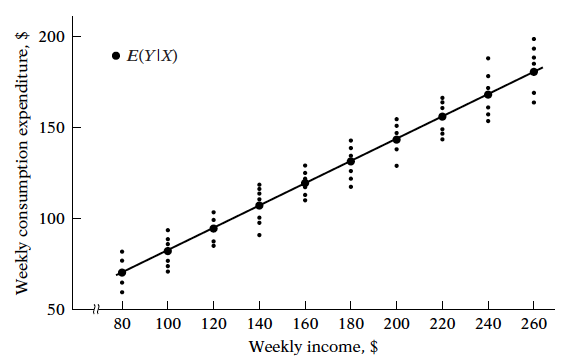 Weekly consumption expenditure, $
200
150
100
50
E(Y|X)
80 100 120 140 160 180 200 220 240 260
Weekly income, $